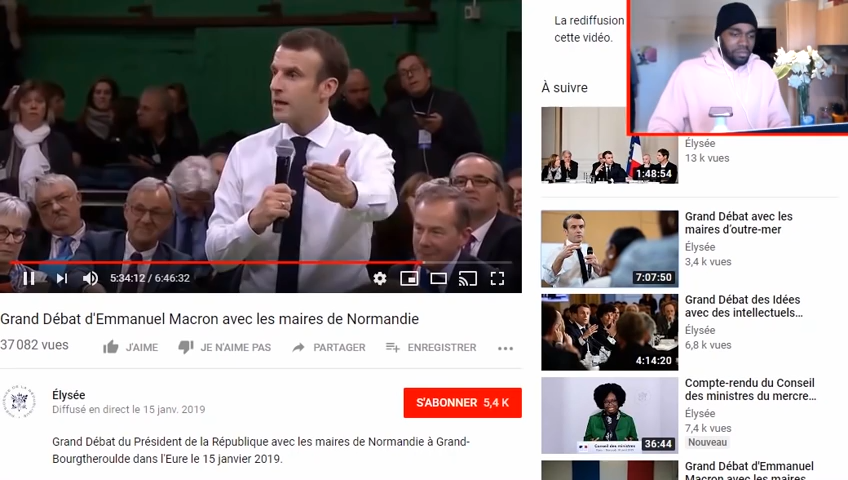 5:34:12 / 6:46:32
Grand Débat d'Emmanuel Macron avec les maires de Normandie
37 082 vues
J'AIME
JE N'AIME PAS
PARTAGER
ENREGISTRER
Élysée
Diffusé en direct le 15 janv. 2019
S'ABONNER 5,4 K
Grand Débat du Président de la République avec les maires de Normandie à Grand-
Bourgtheroulde dans l'Eure le 15 janvier 2019.
La rediffusion
cette vidéo.
À suivre
1:48:54
Élysée
13 k vues
7:07:50
Grand Débat avec les
maires d'outre-mer
Élysée
3,4 k vues
4:14:20
Grand Débat des Idées
avec des intellectuels...
Élysée
6,8 k vues
36:44
Compte-rendu du Conseil
des ministres du mercre...
Élysée
7,4 k vues
Nouveau
Grand Débat d'Emmanuel
Macron avec les maires